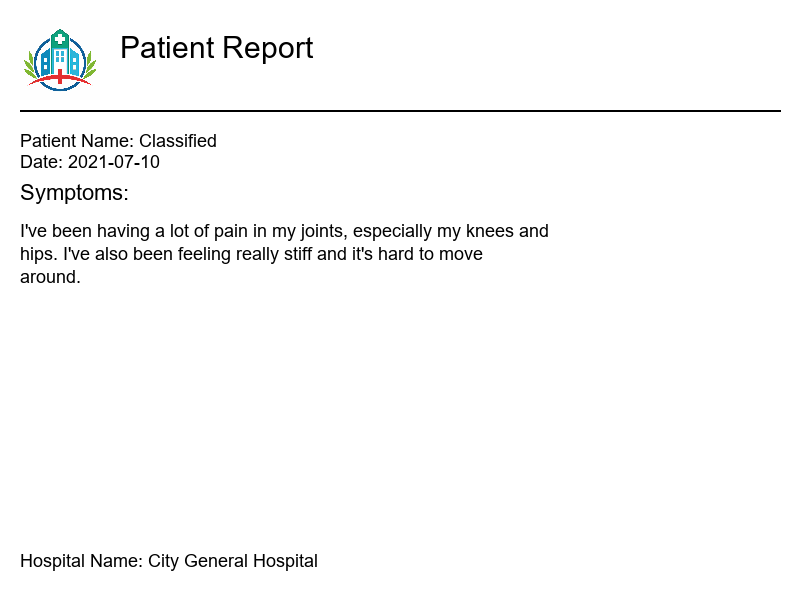 Patient Report
Patient Name: Classified
Date: 2021-07-10
Symptoms:
I've been having a lot of pain in my joints, especially my knees and
hips. I've also been feeling really stiff and it's hard to move
around.
Hospital Name: City General Hospital